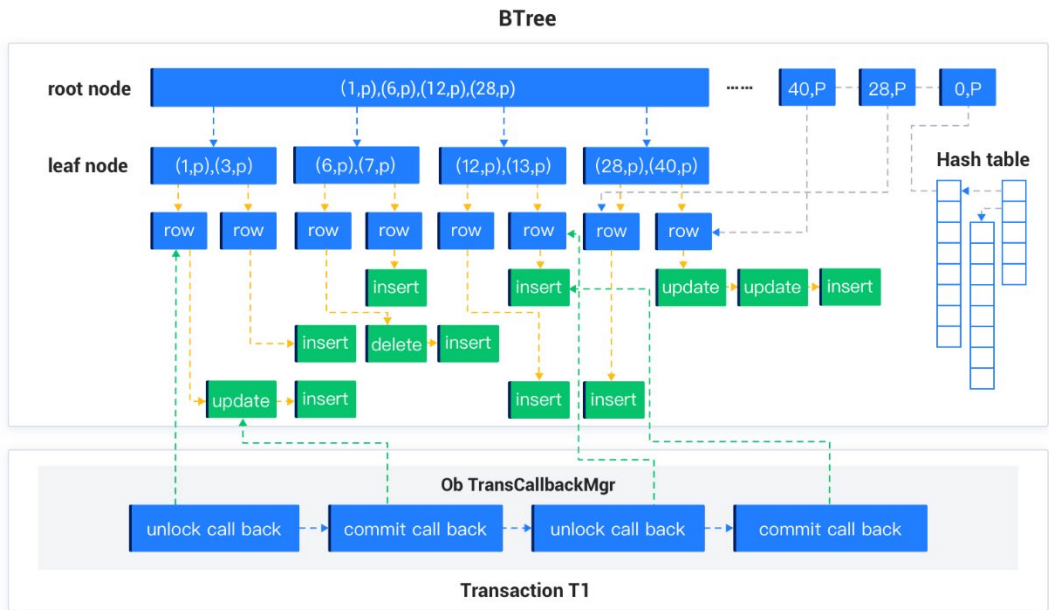 BTree
root node
(1,p),(6,p),(12,p),(28,p)
······
40,P
28,P
0,P
leaf node
(1,p),(3,p)
(6,p),(7,p)
(12,p),(13,p)
(28,p),(40,p)
Hash table
row
row
row
row
row
row
row
row
insert
insert
update
update
insert
insert
delete
insert
update
insert
insert
insert
Ob TransCallbackMgr
unlock call back
commit call back
unlock call back
commit call back
Transaction T1